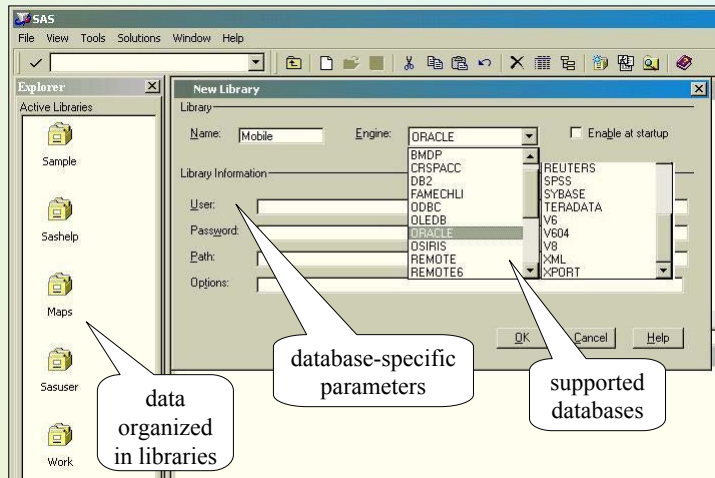 SAS
File View Tools Solutions Window Help
Explorer
Active Libraries
Sample
Sashelp
Maps
Sasuser
Work
New Library
Library
Name: Mobile Engine: ORACLE Enable at startup
BMDP
CRSPACC
DB2
FAMECHLI
ODBC
OLEDB
ORACLE
OSIRIS
REMOTE
REMOTE6
REUTERS
SPSS
SYBASE
TERADATA
V6
V604
V8
XML
XPORT
Library Information
User:
Password:
Path:
Options:
OK Cancel Help
database-specific
parameters
supported
databases
data
organized
in libraries